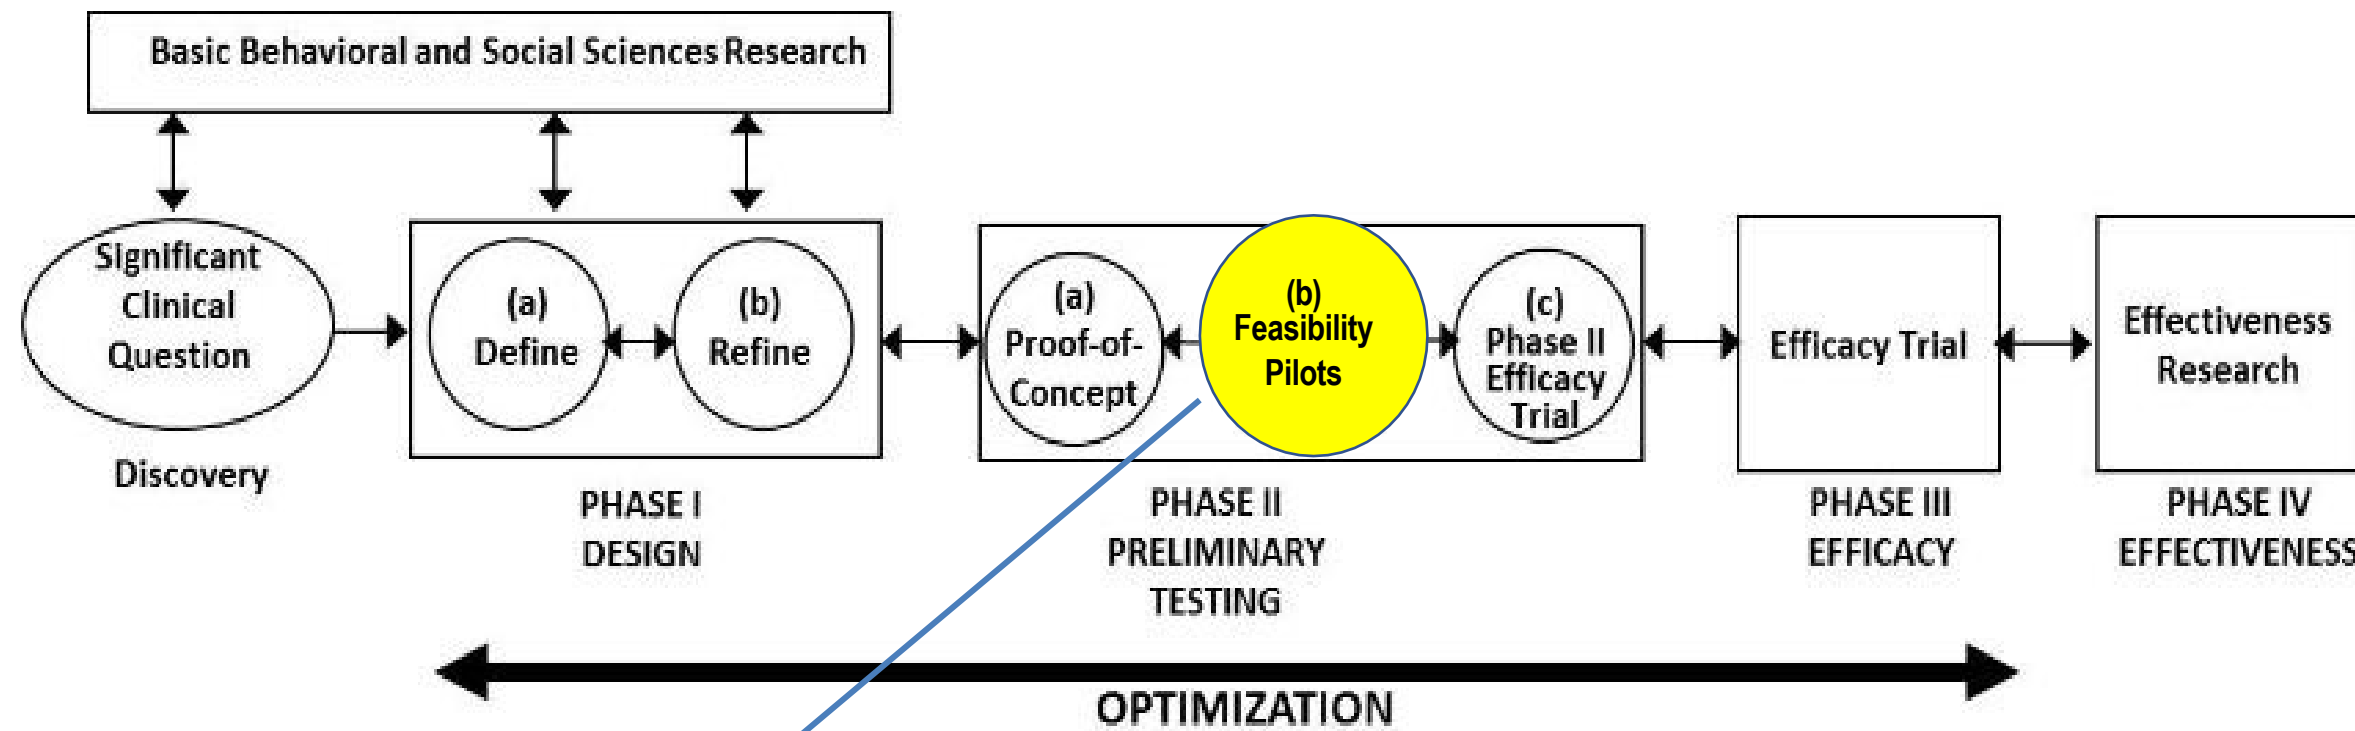 Basic Behavioral and Social Sciences Research
Significant
Clinical
Question
Discovery
(a)
Define
(b)
Refine
PHASE I
DESIGN
(a)
Proof-of-
Concept
(b)
Feasibility
Pilots
(c)
Phase II
Efficacy
Trial
PHASE II
PRELIMINARY
TESTING
Efficacy Trial
PHASE III
EFFICACY
Effectiveness
Research
PHASE IV
EFFECTIVENESS
OPTIMIZATION